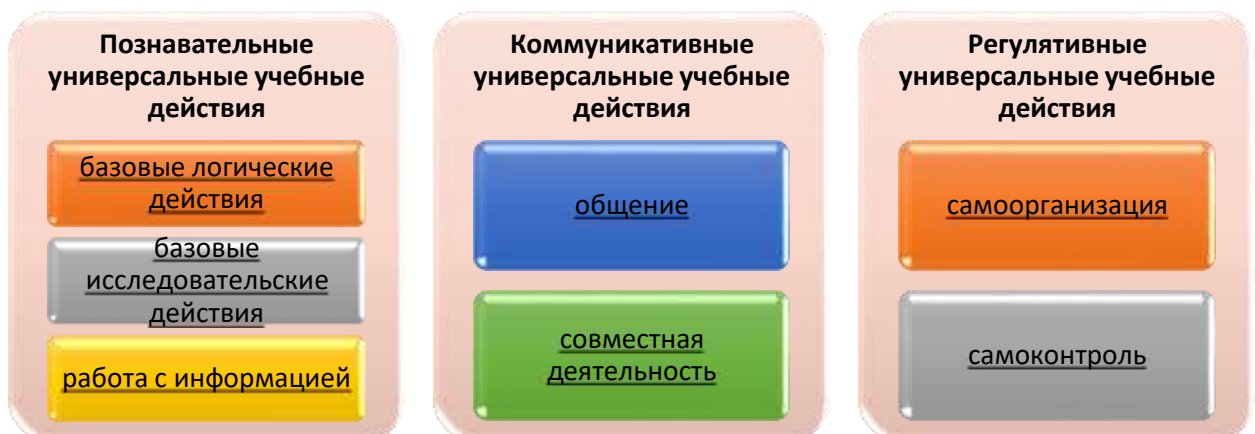 Познавательные
универсальные учебные
действия
базовые логические
действия
базовые
исследовательские
действия
работа с информацией
Коммуникативные
универсальные учебные
действия
общение
совместная
деятельность
Регулятивные
универсальные учебные
действия
самоорганизация
самоконтроль